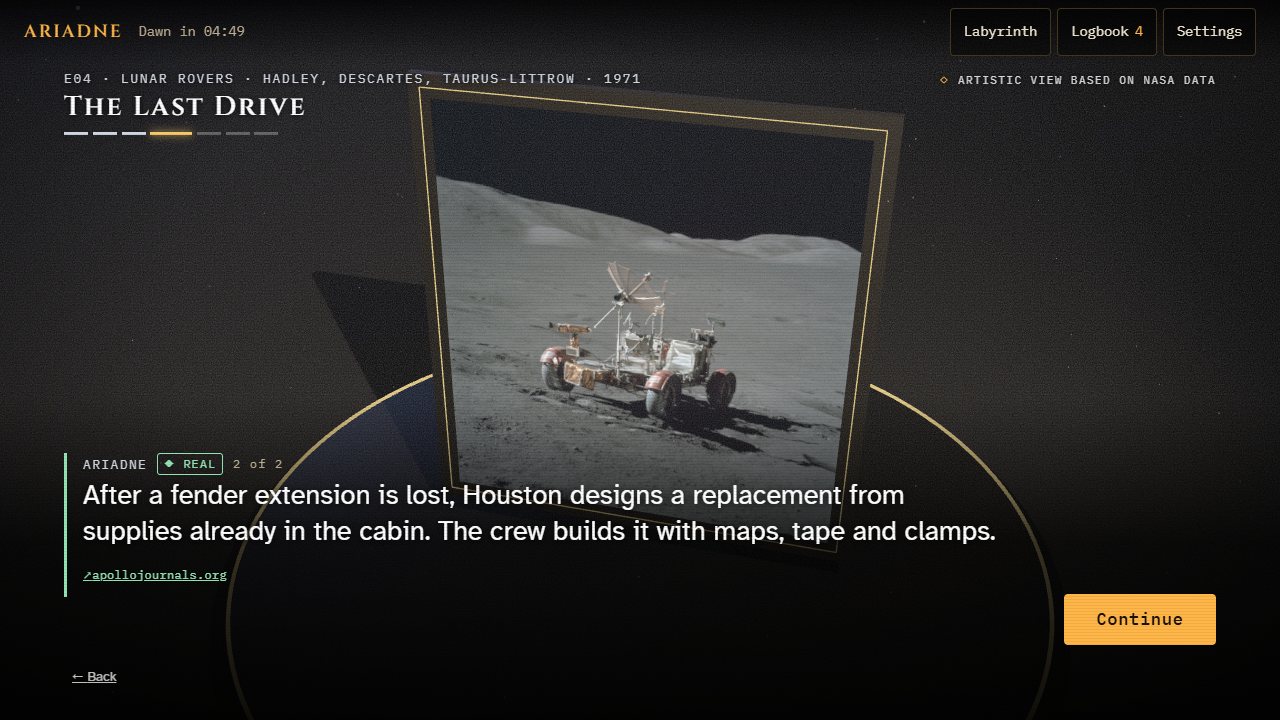 ARIADNE Dawn in 04:49
Labyrinth
Logbook 4
Settings
E04 · LUNAR ROVERS · HADLEY, DESCARTES, TAURUS-LITTROW · 1971
◇ ARTISTIC VIEW BASED ON NASA DATA
THE LAST DRIVE
ARIADNE ◆ REAL 2 of 2
After a fender extension is lost, Houston designs a replacement from
supplies already in the cabin. The crew builds it with maps, tape and clamps.
↗apollojournals.org
Continue
← Back